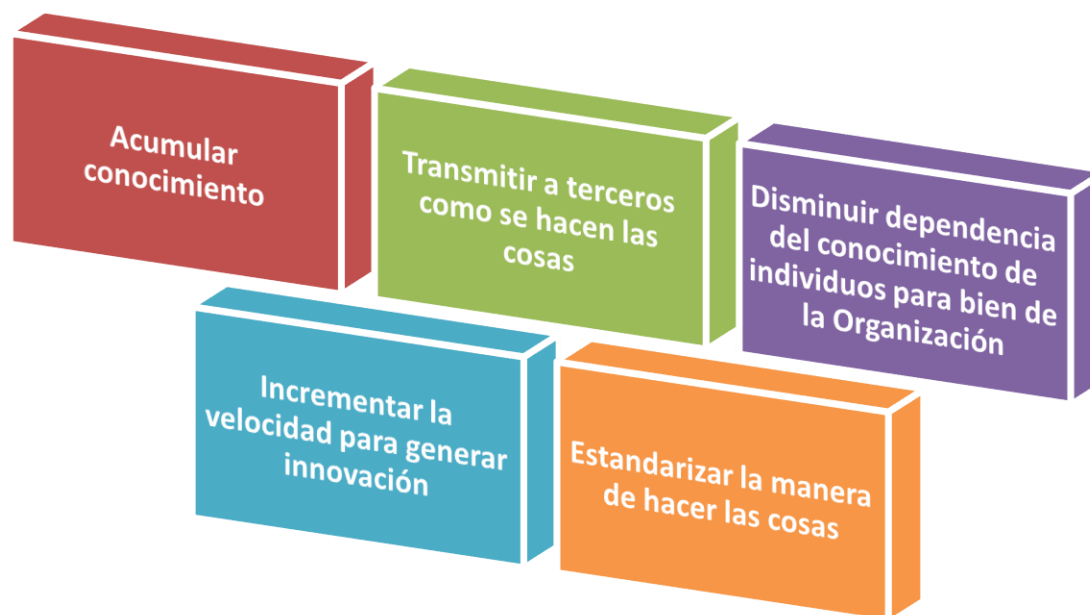 Acumular
conocimiento
Transmitir a terceros
como se hacen las
cosas
Disminuir dependencia
del conocimiento de
individuos para bien de
la Organización
Incrementar la
velocidad para generar
innovación
Estandarizar la manera
de hacer las cosas